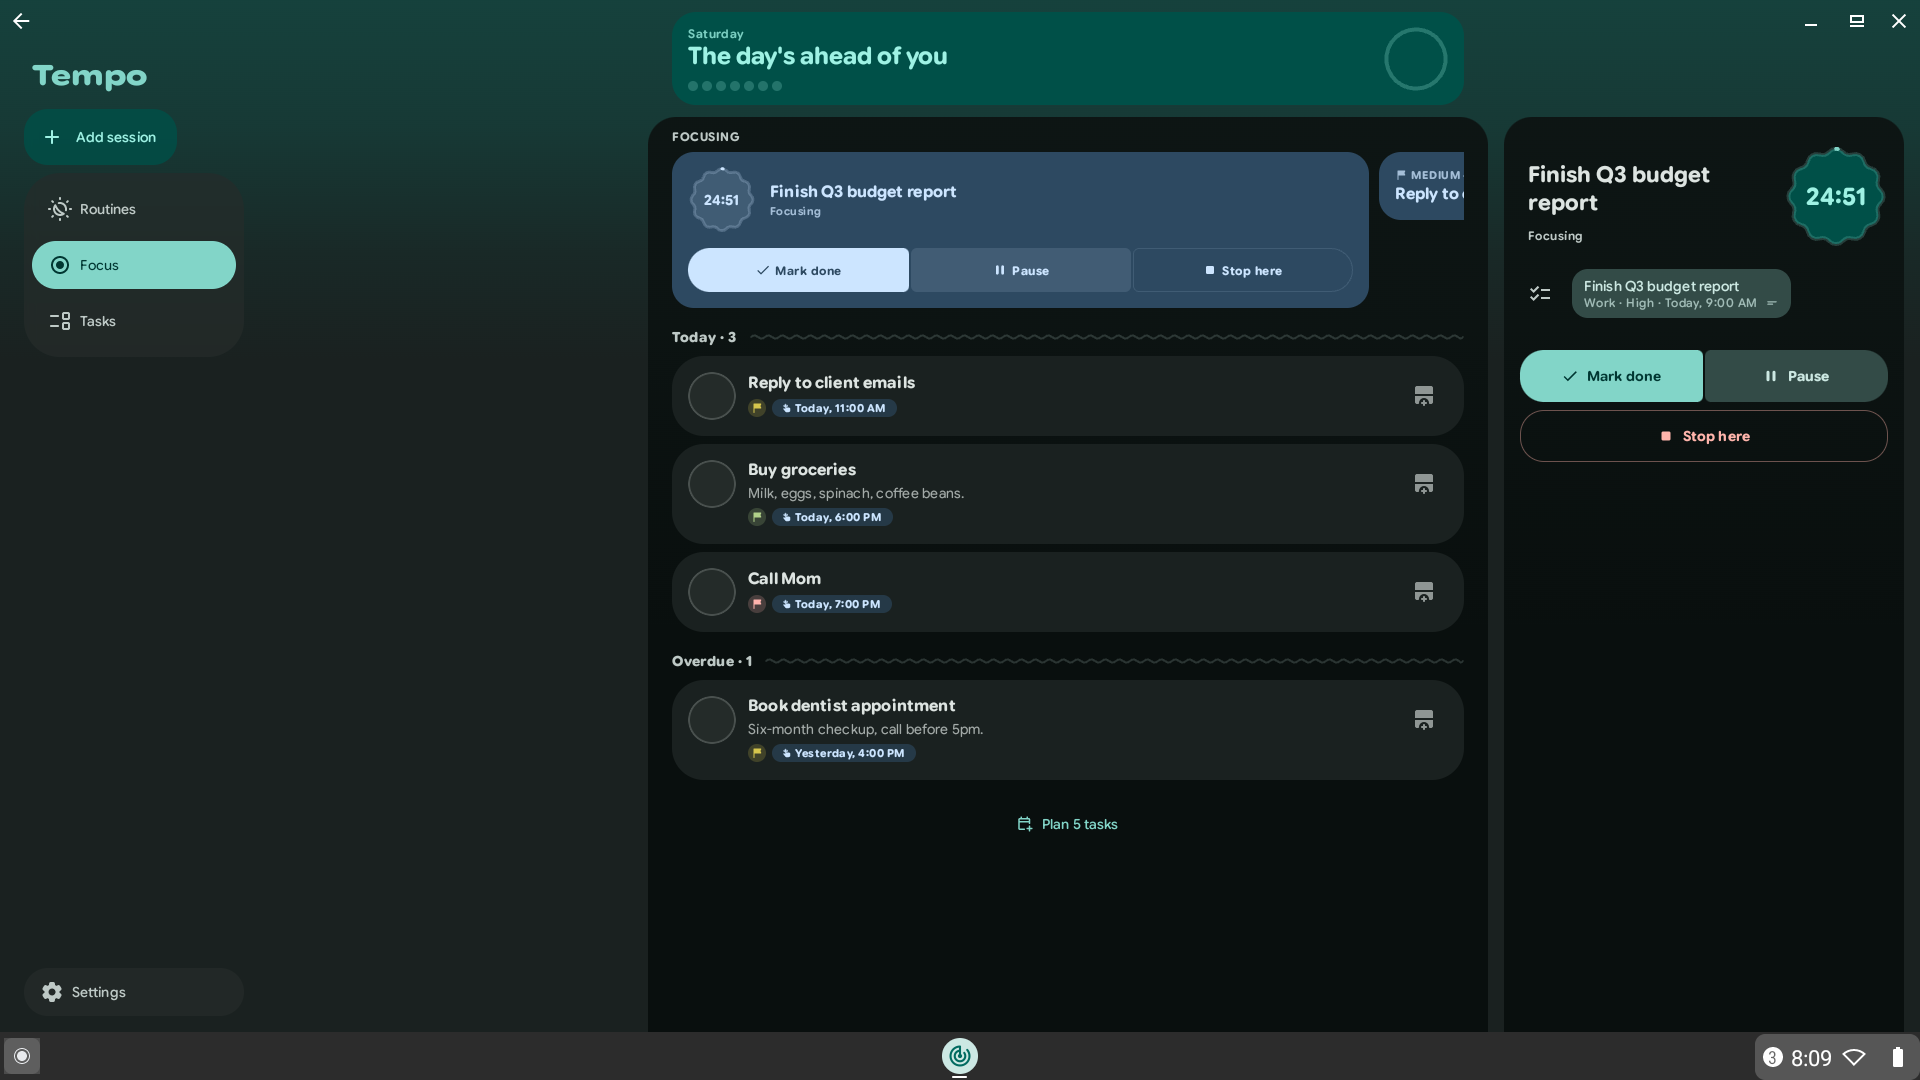 Tempo
Add session
Routines
Focus
Tasks
Settings
Saturday
The day's ahead of you
FOCUSING
24:51
Finish Q3 budget report
Focusing
Mark done
Pause
Stop here
MEDIUM
Reply to
Today · 3
Reply to client emails
Today, 11:00 AM
Buy groceries
Milk, eggs, spinach, coffee beans.
Today, 6:00 PM
Call Mom
Today, 7:00 PM
Overdue · 1
Book dentist appointment
Six-month checkup, call before 5pm.
Yesterday, 4:00 PM
Plan 5 tasks
Finish Q3 budget
report
Focusing
24:51
Finish Q3 budget report
Work · High · Today, 9:00 AM
Mark done
Pause
Stop here
3
8:09